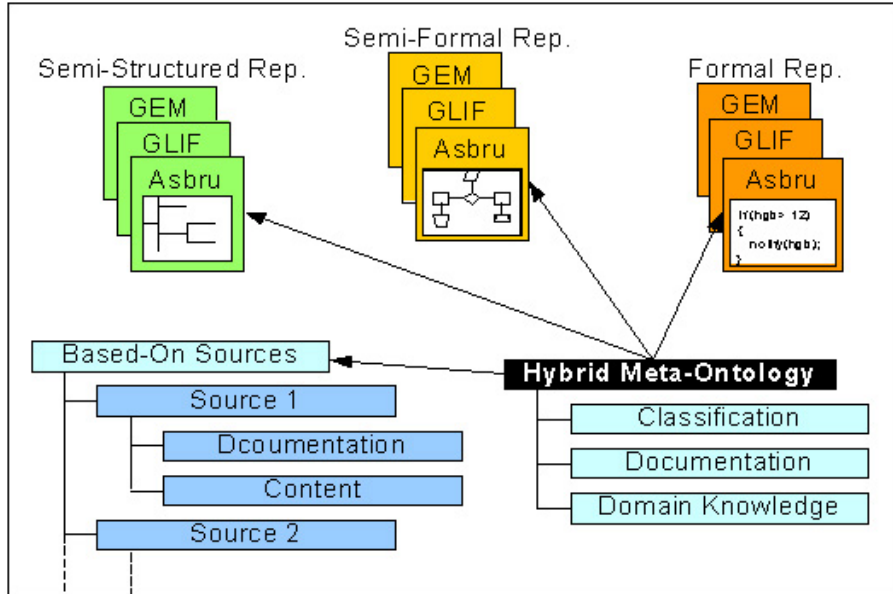 Semi-Structured Rep.
GEM
GLIF
Asbru
Semi-Formal Rep.
GEM
GLIF
Asbru
Formal Rep.
GEM
GLIF
Asbru
if(hgb> 12)
{
notify(hgb);
}
Based-On Sources
Source 1
Dcoumentation
Content
Source 2
Hybrid Meta-Ontology
Classification
Documentation
Domain Knowledge